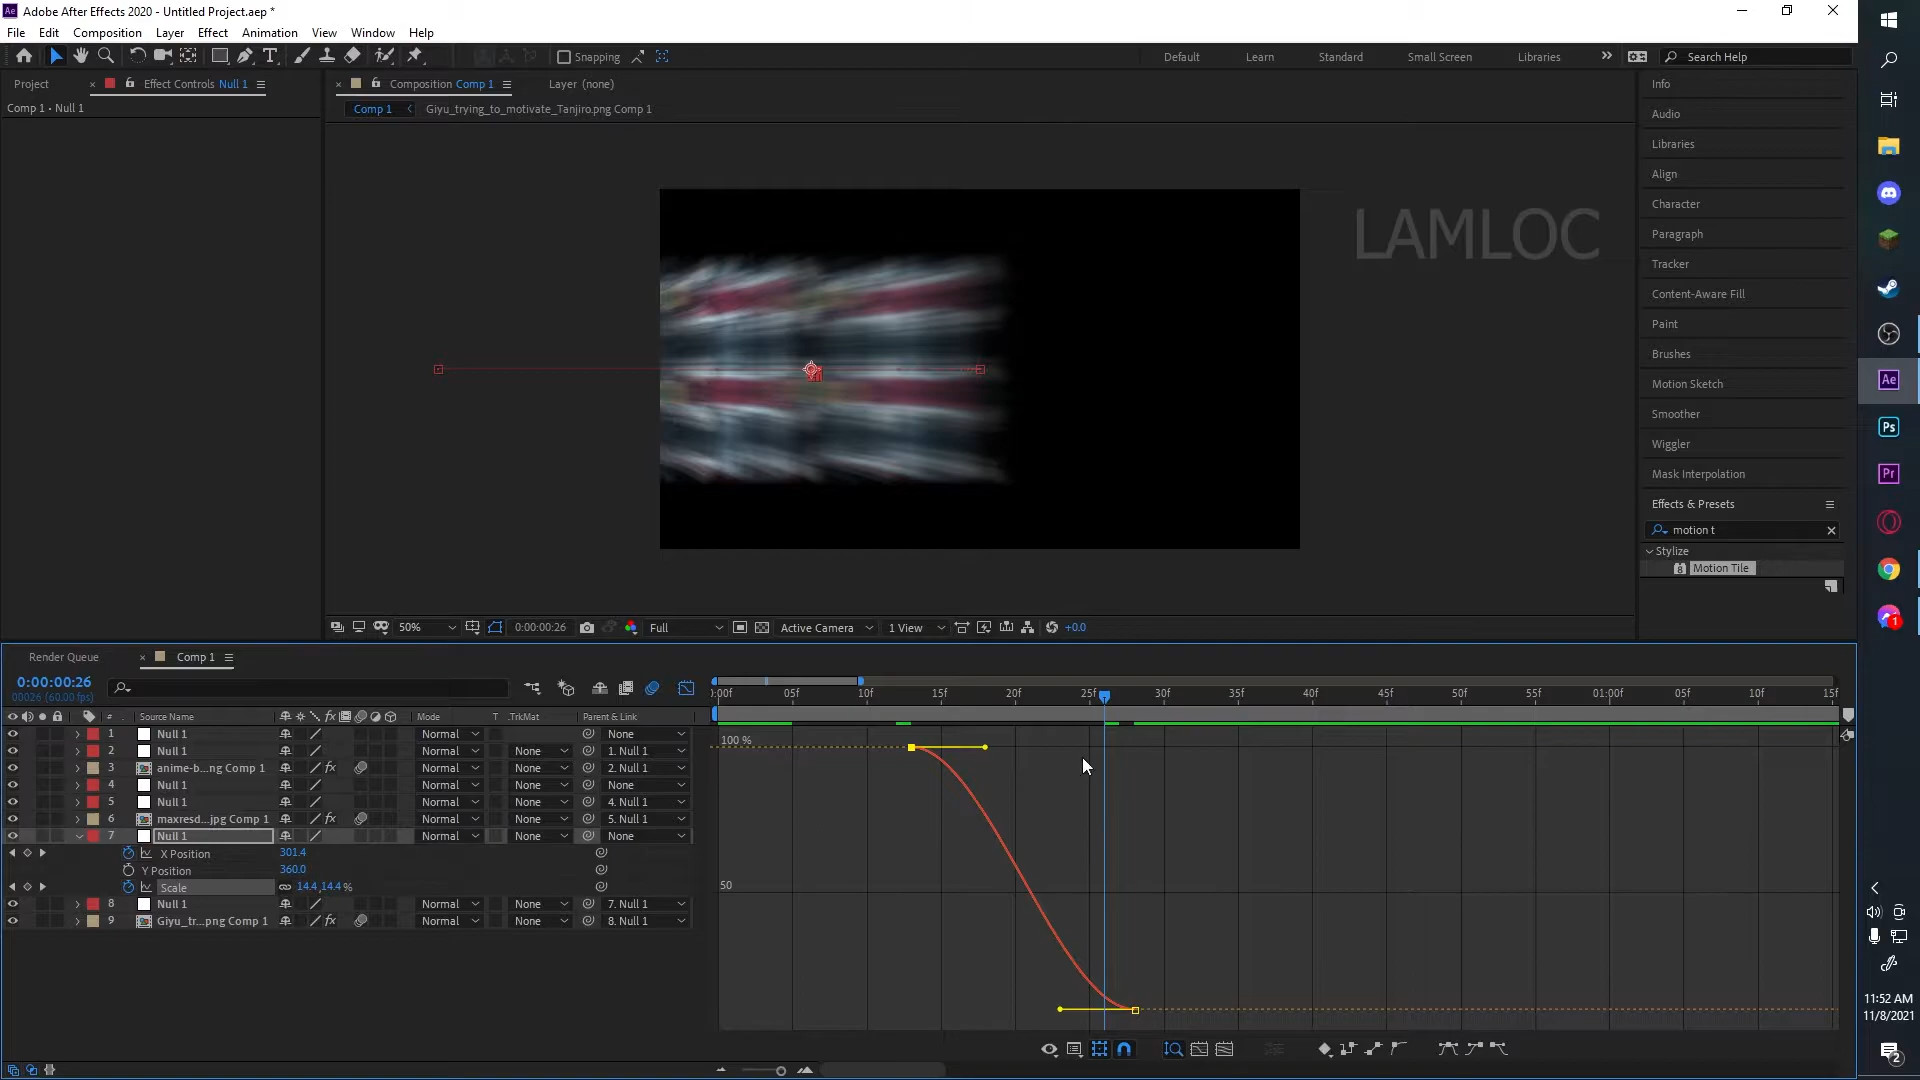 Adobe After Effects 2020 - Untitled Project.aep *
File Edit Composition Layer Effect Animation View Window Help
Snapping Default Learn Standard Small Screen Libraries Search Help
Project Effect Controls Null 1 Composition Comp 1 Layer (none)
Comp 1 • Null 1
Comp 1 Giyu_trying_to_motivate_Tanjiro.png Comp 1
LAMLOC
Info
Audio
Libraries
Align
Character
Paragraph
Tracker
Content-Aware Fill
Paint
Brushes
Motion Sketch
Smoother
Wiggler
Mask Interpolation
Effects & Presets
motion t
Stylize
Motion Tile
50% 0:00:00:26 Full Active Camera 1 View +0.0
Render Queue Comp 1
0:00:00:26
00026 (60.00 fps)
0:00f 05f 10f 15f 20f 25f 30f 35f 40f 45f 50f 55f 01:00f 05f 10f 15f
# Source Name Mode T .TrkMat Parent & Link
1 Null 1 Normal None
2 Null 1 Normal None 1. Null 1
3 anime-b...ng Comp 1 Normal None 2. Null 1
4 Null 1 Normal None None
5 Null 1 Normal None 4. Null 1
6 maxresd...jpg Comp 1 Normal None 5. Null 1
7 Null 1 Normal None None
X Position 301.4
Y Position 360.0
Scale 14.4,14.4%
8 Null 1 Normal None 7. Null 1
9 Giyu_tr...png Comp 1 Normal None 8. Null 1
100 %
50
Ae
Ps
Pr
1
11:52 AM
11/8/2021
2